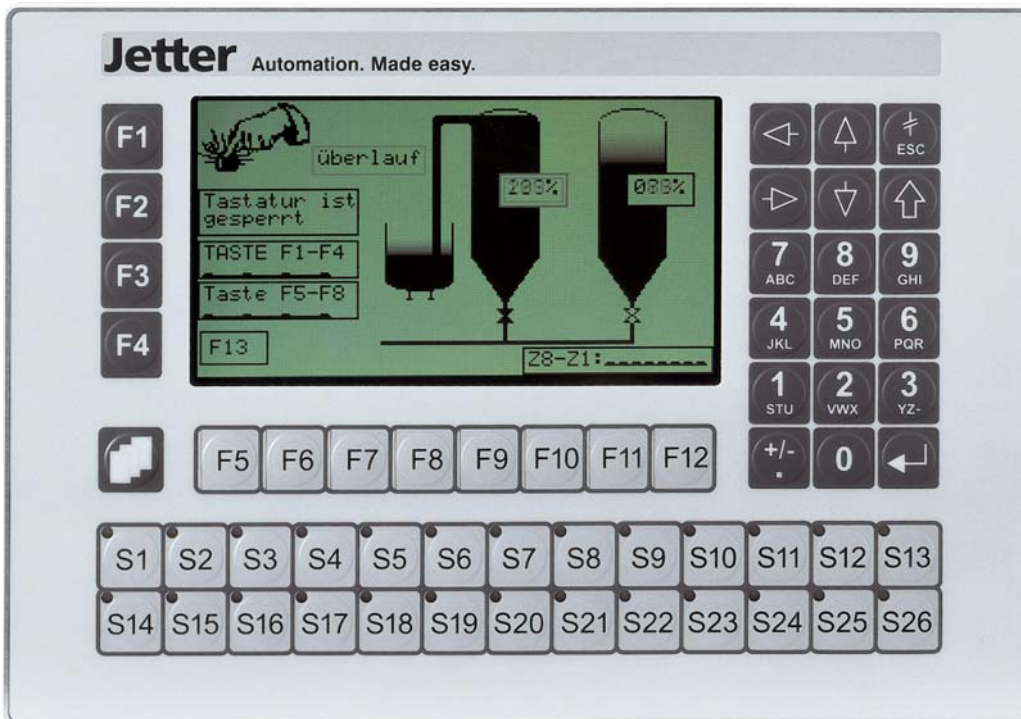 Jetter Automation. Made easy.
F1
F2
F3
F4
überlauf
Tastatur ist
gesperrt
TASTE F1-F4
Taste F5-F8
F13
Z8-Z1:
ESC
7 8 9
ABC DEF GHI
4 5 6
JKL MNO PQR
1 2 3
STU VWX YZ-
+/- 0
.
F5 F6 F7 F8 F9 F10 F11 F12
S1 S2 S3 S4 S5 S6 S7 S8 S9 S10 S11 S12 S13
S14 S15 S16 S17 S18 S19 S20 S21 S22 S23 S24 S25 S26